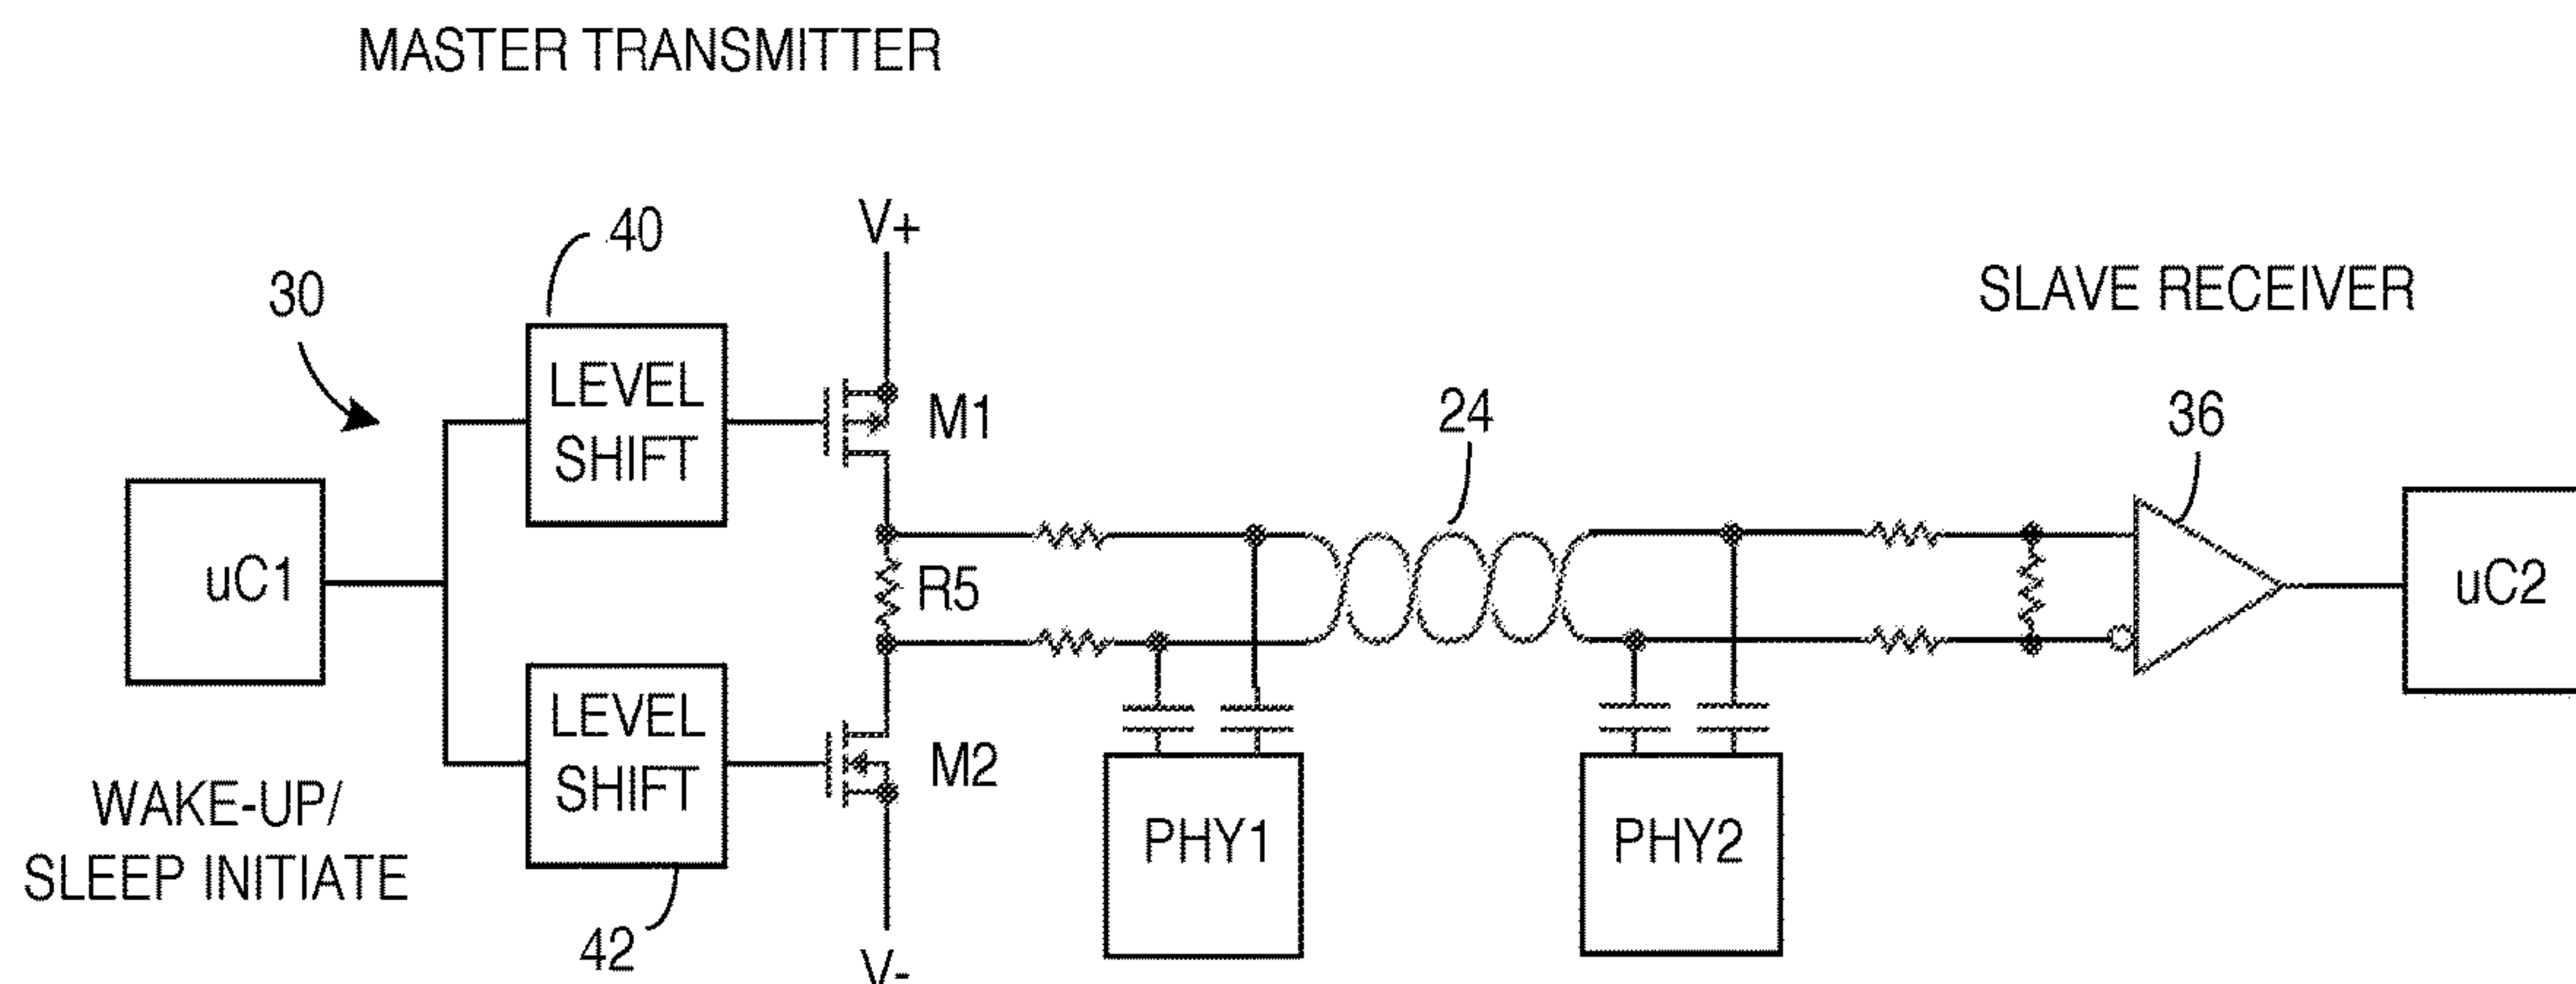 MASTER TRANSMITTER
40
V+
30
SLAVE RECEIVER
LEVEL
SHIFT
M1
24
36
uC1
R5
uC2
LEVEL
SHIFT
M2
WAKE-UP/
SLEEP INITIATE
PHY1
PHY2
42
V-